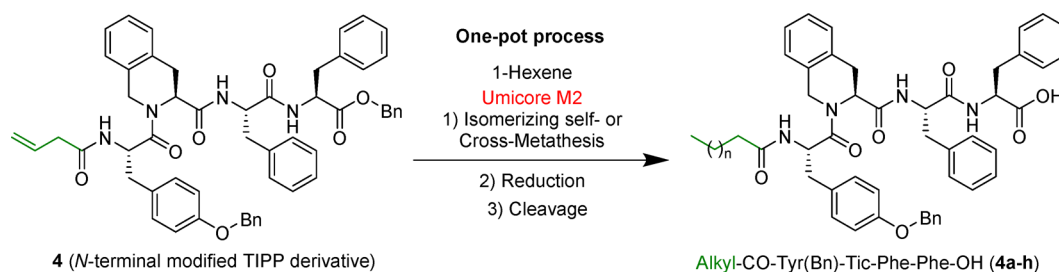 One-pot process
1-Hexene
Umicore M2
1) Isomerizing self- or
Cross-Metathesis
2) Reduction
3) Cleavage
H
N
O
N
O
H
N
O
N
H
O
OBn
O
Bn
4 (N-terminal modified TIPP derivative)
( )n
O
H
N
O
N
O
H
N
O
N
H
O
OH
O
Bn
Alkyl-CO-Tyr(Bn)-Tic-Phe-Phe-OH (4a-h)